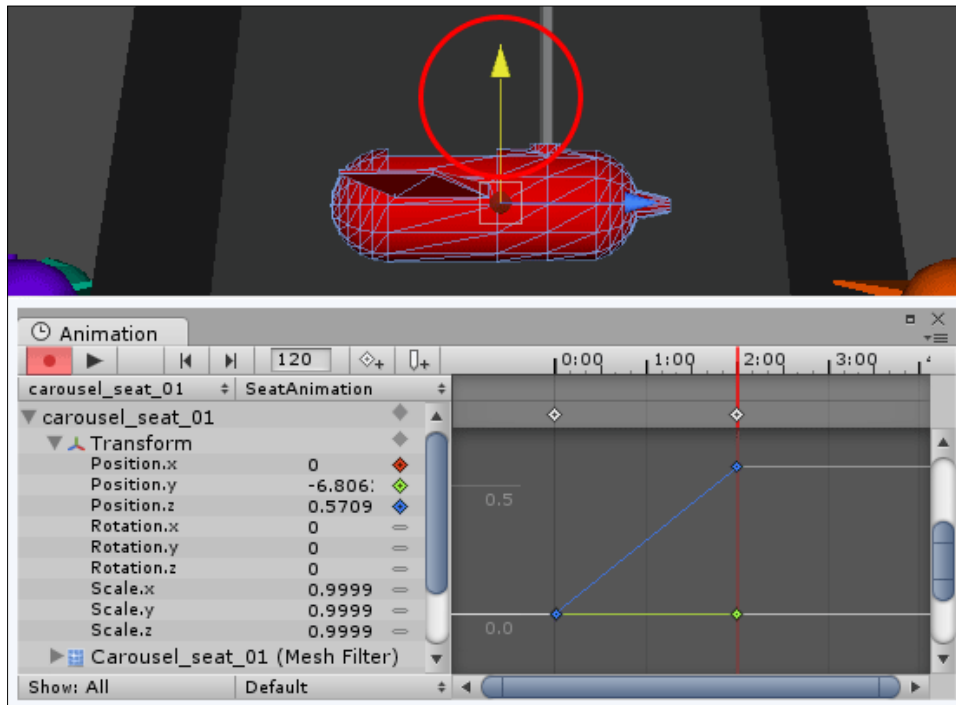 Animation
120
0:00 1:00 2:00 3:00
carousel_seat_01 SeatAnimation
carousel_seat_01
Transform
Position.x 0
Position.y -6.806
Position.z 0.5709
Rotation.x 0
Rotation.y 0
Rotation.z 0
Scale.x 0.9999
Scale.y 0.9999
Scale.z 0.9999
Carousel_seat_01 (Mesh Filter)
0.5
0.0
Show: All Default